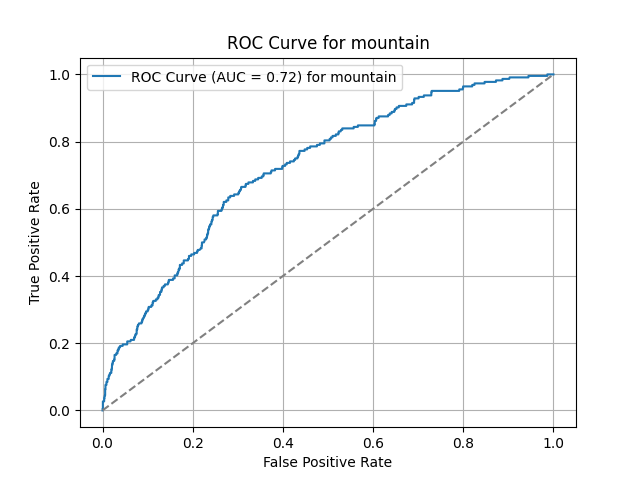 ROC Curve for mountain
ROC Curve (AUC = 0.72) for mountain
True Positive Rate
1.0
0.8
0.6
0.4
0.2
0.0
0.0 0.2 0.4 0.6 0.8 1.0
False Positive Rate